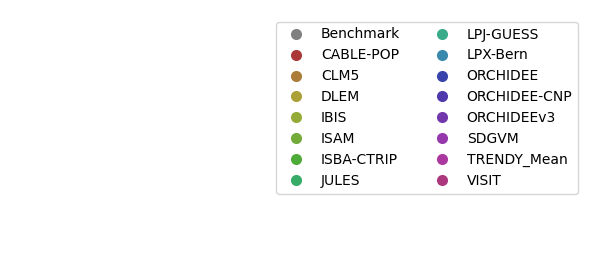 Benchmark
CABLE-POP
CLM5
DLEM
IBIS
ISAM
ISBA-CTRIP
JULES
LPJ-GUESS
LPX-Bern
ORCHIDEE
ORCHIDEE-CNP
ORCHIDEEv3
SDGVM
TRENDY_Mean
VISIT